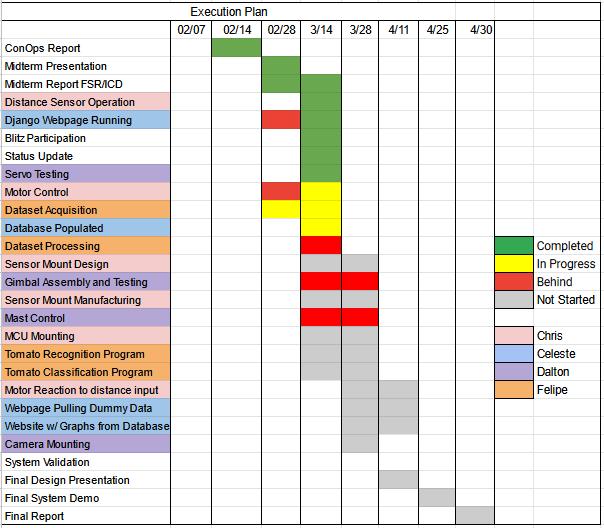 Execution Plan
02/07 02/14 02/28 3/14 3/28 4/11 4/25 4/30
ConOps Report
Midterm Presentation
Midterm Report FSR/ICD
Distance Sensor Operation
Django Webpage Running
Blitz Participation
Status Update
Servo Testing
Motor Control
Dataset Acquisition
Database Populated
Dataset Processing Completed
Sensor Mount Design In Progress
Gimbal Assembly and Testing Behind
Sensor Mount Manufacturing Not Started
Mast Control
MCU Mounting Chris
Tomato Recognition Program Celeste
Tomato Classification Program Dalton
Motor Reaction to distance input Felipe
Webpage Pulling Dummy Data
Website w/ Graphs from Database
Camera Mounting
System Validation
Final Design Presentation
Final System Demo
Final Report